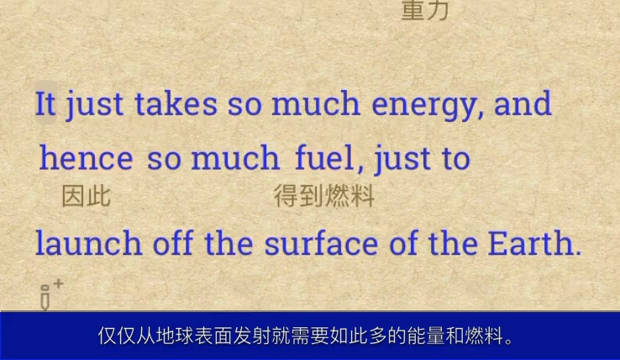 重力
It just takes so much energy, and
hence so much fuel, just to
因此 得到燃料
launch off the surface of the Earth.
仅仅从地球表面发射就需要如此多的能量和燃料。